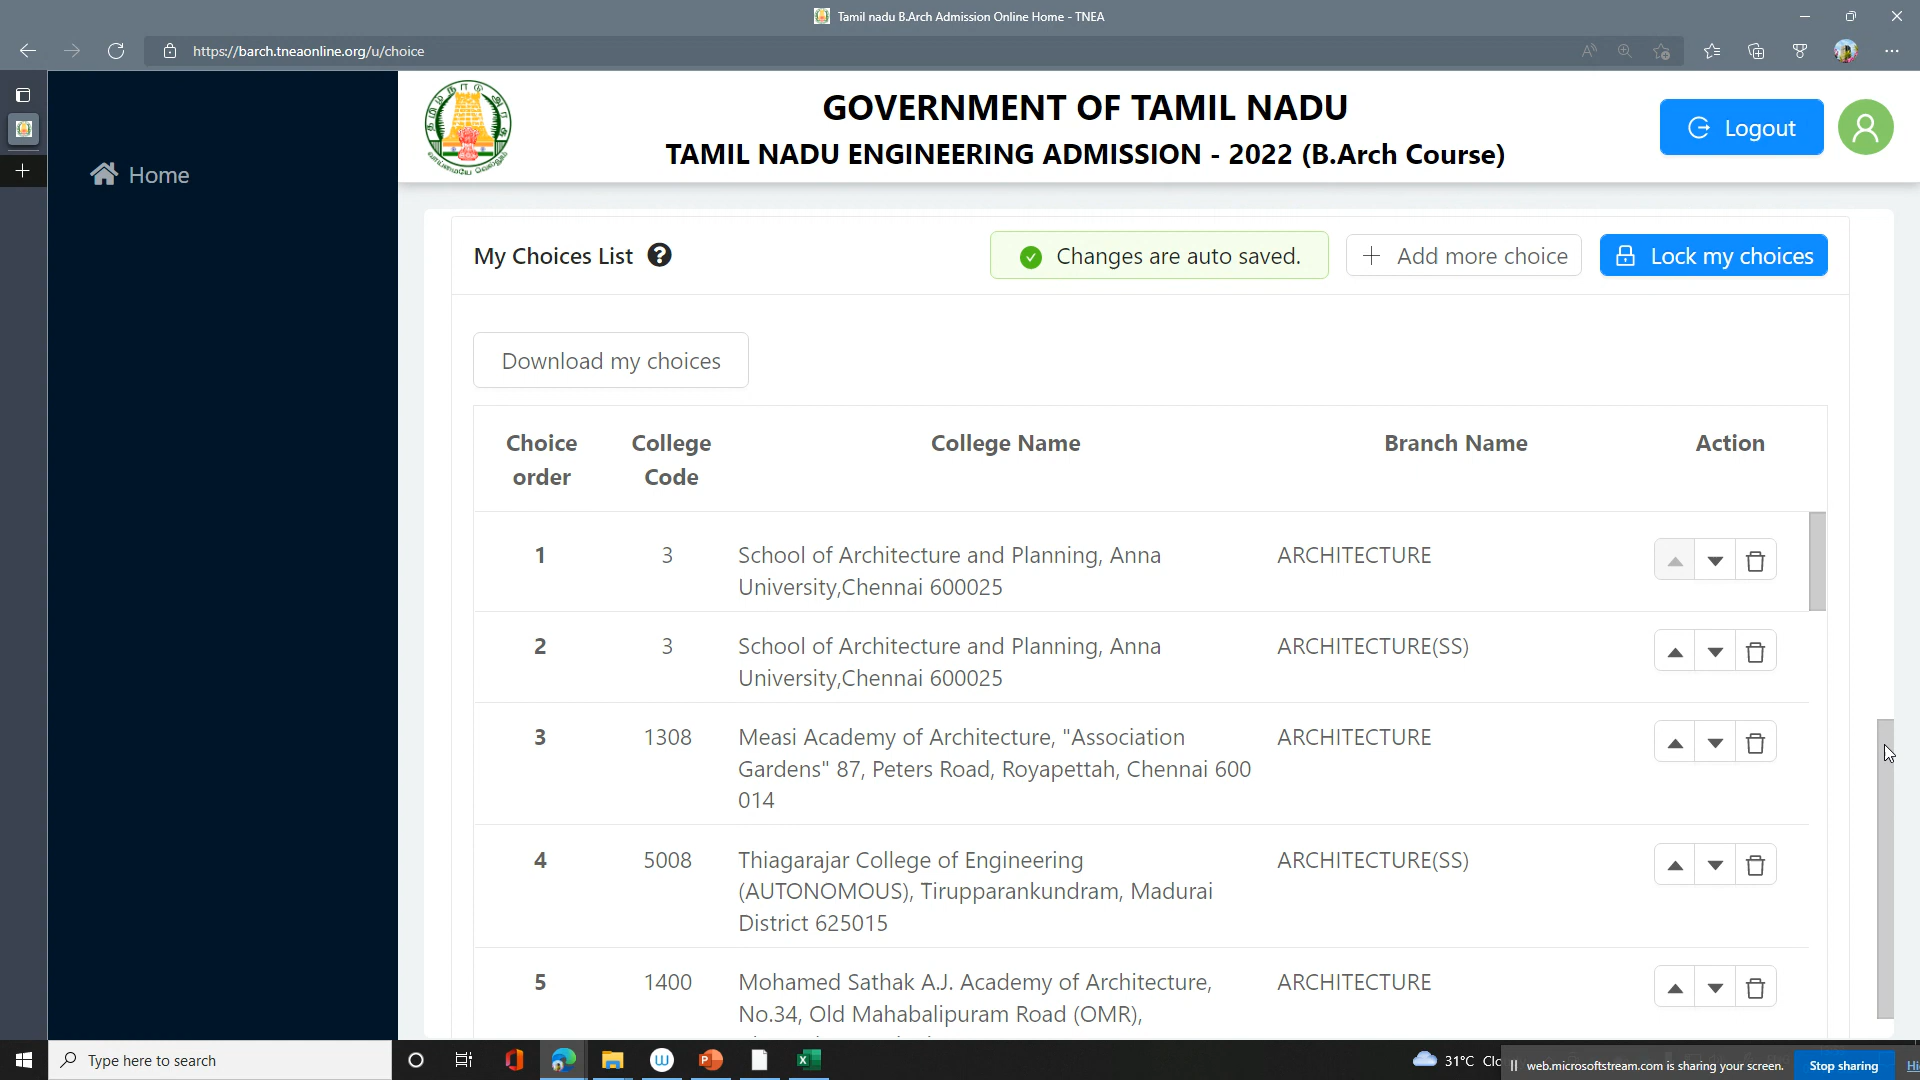 Tamil nadu B.Arch Admission Online Home - TNEA
https://barch.tneaonline.org/u/choice
Home
GOVERNMENT OF TAMIL NADU
TAMIL NADU ENGINEERING ADMISSION - 2022 (B.Arch Course)
Logout
My Choices List
Changes are auto saved.
Add more choice
Lock my choices
Download my choices
Choice order
College Code
College Name
Branch Name
Action
1 3 School of Architecture and Planning, Anna ARCHITECTURE
University,Chennai 600025
2 3 School of Architecture and Planning, Anna ARCHITECTURE(SS)
University,Chennai 600025
3 1308 Measi Academy of Architecture, "Association ARCHITECTURE
Gardens" 87, Peters Road, Royapettah, Chennai 600
014
4 5008 Thiagarajar College of Engineering ARCHITECTURE(SS)
(AUTONOMOUS), Tirupparankundram, Madurai
District 625015
5 1400 Mohamed Sathak A.J. Academy of Architecture, ARCHITECTURE
No.34, Old Mahabalipuram Road (OMR),
Type here to search
31°C
web.microsoftstream.com is sharing your screen.
Stop sharing